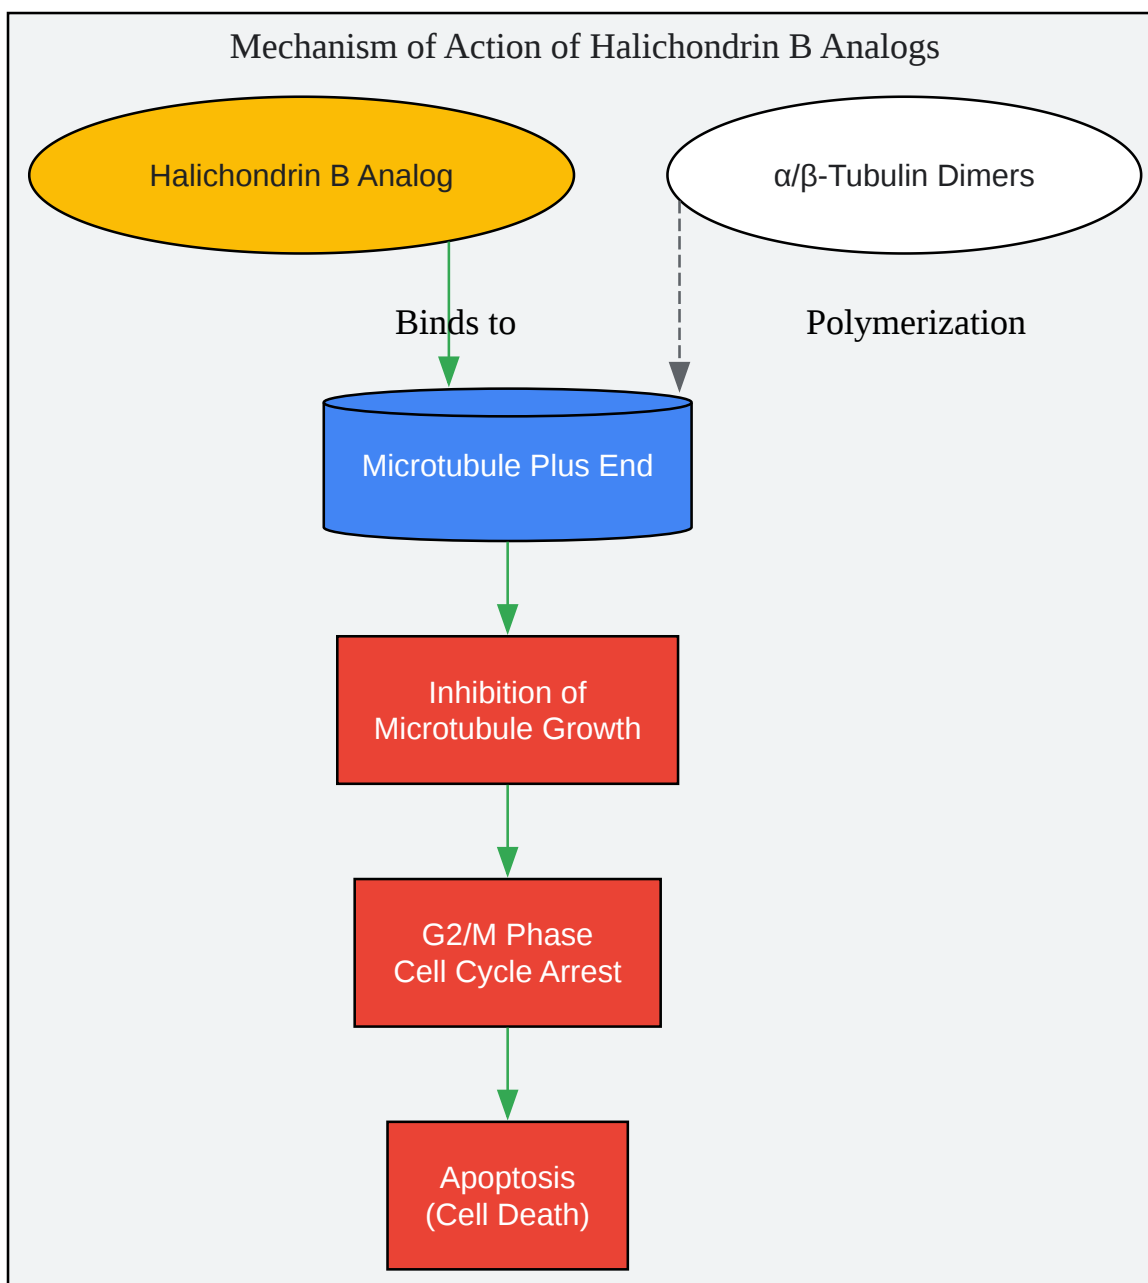 Mechanism of Action of Halichondrin B Analogs
Halichondrin B Analog
α/β-Tubulin Dimers
Binds to
Polymerization
Microtubule Plus End
Inhibition of
Microtubule Growth
G2/M Phase
Cell Cycle Arrest
Apoptosis
(Cell Death)